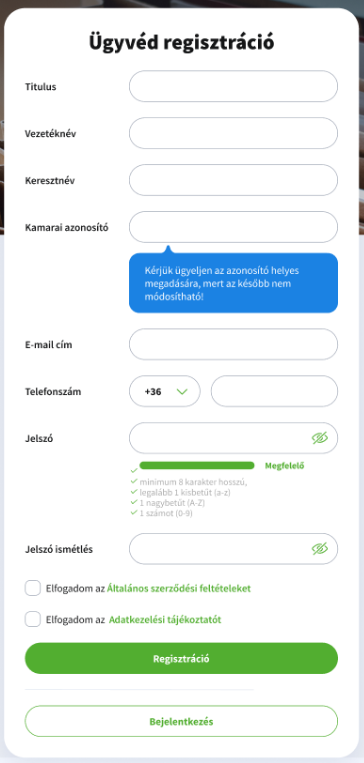 Ügyvéd regisztráció
Titulus
Vezetéknév
Keresztnév
Kamarai azonosító
Kérjük ügyeljen az azonosító helyes
megadására, mert az később nem
módosítható!
E-mail cím
Telefonszám
+36
Jelszó
Megfelelő
minimum 8 karakter hosszú,
legalább 1 kisbetűt (a-z)
1 nagybetűt (A-Z)
1 számot (0-9)
Jelszó ismétlés
Elfogadom az Általános szerződési feltételeket
Elfogadom az Adatkezelési tájékoztatót
Regisztráció
Bejelentkezés